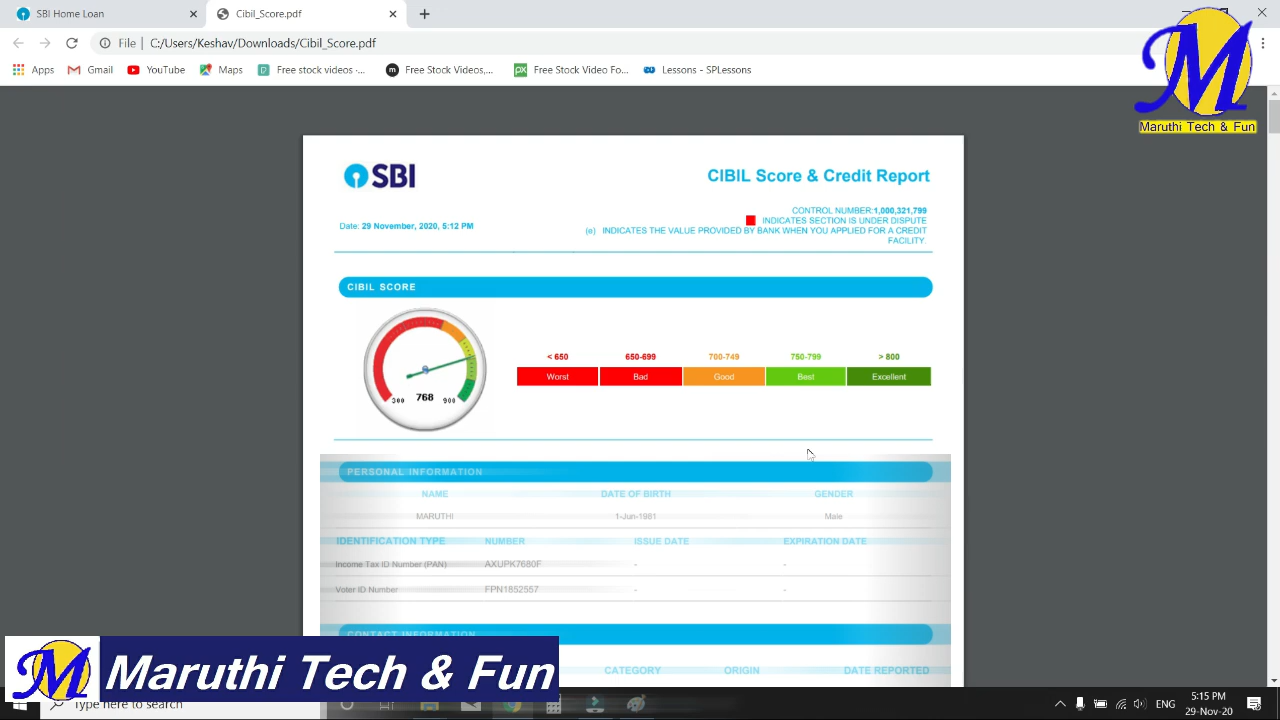 SBI Home Loan
Score.pdf
File C:/Users/Keshav/Dutuloads/Cibil_Score.pdf
Apps Gmail YouTube Maps Free stock videos ·... Free Stock Videos,... Free Stock Video Fo... Lessons - SPLessons
M
Maruthi Tech & Fun
SBI
CIBIL Score & Credit Report
CONTROL NUMBER:1,000,321,799
INDICATES SECTION IS UNDER DISPUTE
Date: 29 November, 2020, 5:12 PM
(e) INDICATES THE VALUE PROVIDED BY BANK WHEN YOU APPLIED FOR A CREDIT
FACILITY.
CIBIL SCORE
< 650 650-699 700-749 750-799 > 800
Worst Bad Good Best Excellent
300 768 900
PERSONAL INFORMATION
NAME DATE OF BIRTH GENDER
MARUTHI 1-Jun-1981 Male
IDENTIFICATION TYPE NUMBER ISSUE DATE EXPIRATION DATE
Income Tax ID Number (PAN) AXUPK7680F - -
Voter ID Number FPN1852557 - -
CONTACT INFORMATION
CATEGORY ORIGIN DATE REPORTED
M Maruthi Tech & Fun
Type here to search
5:15 PM
29-Nov-20